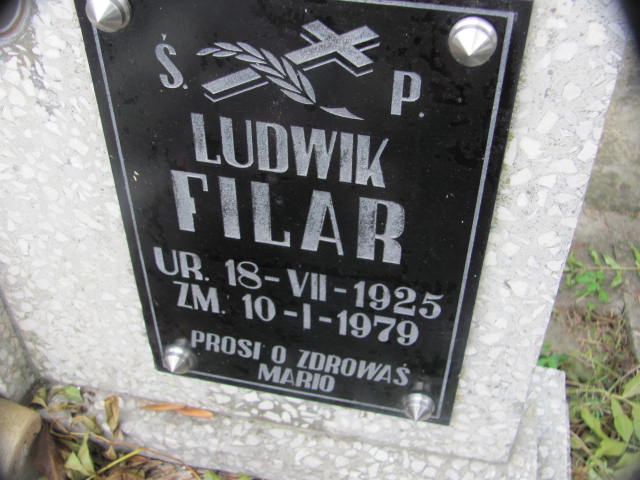 Ś. P.
LUDWIK
FILAR
UR. 18-VII-1925
ZM. 10-I-1979
PROSI O ZDROWAŚ
MARIO